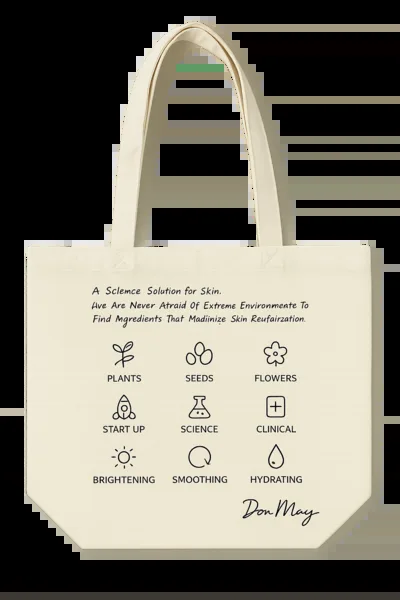 A Sclemce Solution for Skin.
Ave Are Never Atraid Of Extreme Environmente To
Find Mgredients That Madiinize Skin Reufairzation.
PLANTS SEEDS FLOWERS
START UP SCIENCE CLINICAL
BRIGHTENING SMOOTHING HYDRATING
Don May